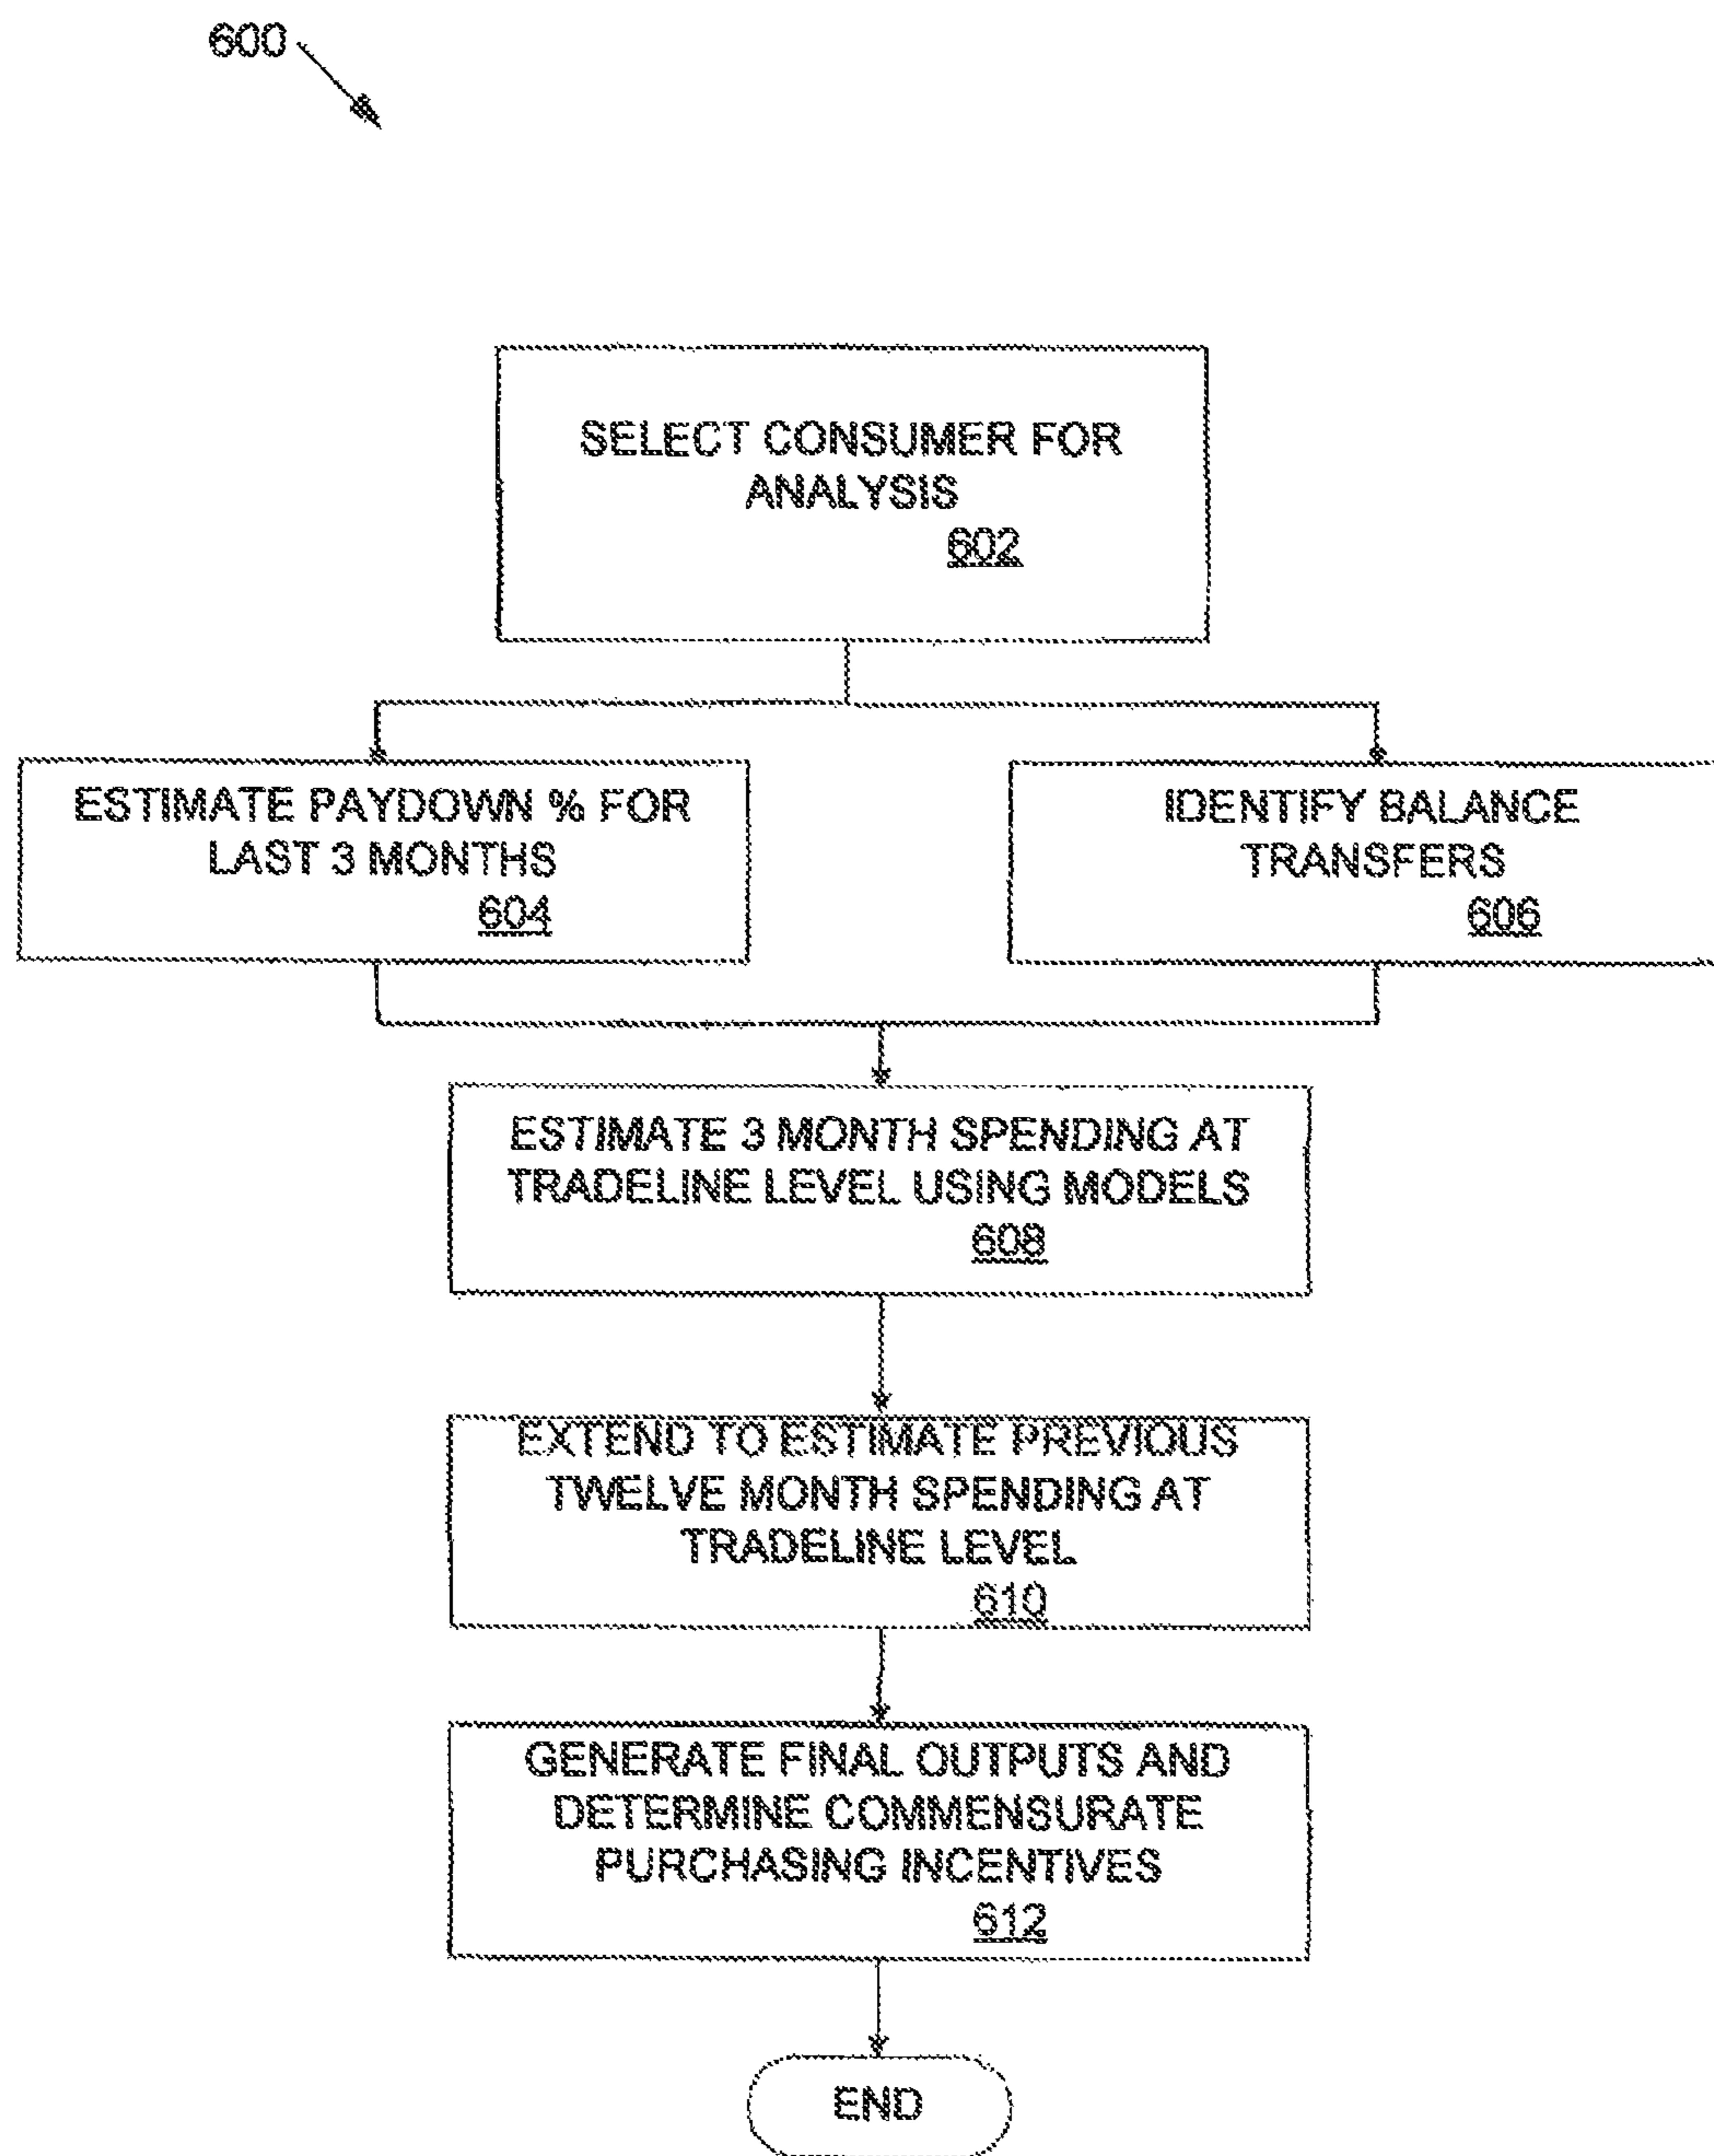 600
SELECT CONSUMER FOR
ANALYSIS
602
ESTIMATE PAYDOWN % FOR
LAST 3 MONTHS
604
IDENTIFY BALANCE
TRANSFERS
606
ESTIMATE 3 MONTH SPENDING AT
TRADELINE LEVEL USING MODELS
608
EXTEND TO ESTIMATE PREVIOUS
TWELVE MONTH SPENDING AT
TRADELINE LEVEL
610
GENERATE FINAL OUTPUTS AND
DETERMINE COMMENSURATE
PURCHASING INCENTIVES
612
END